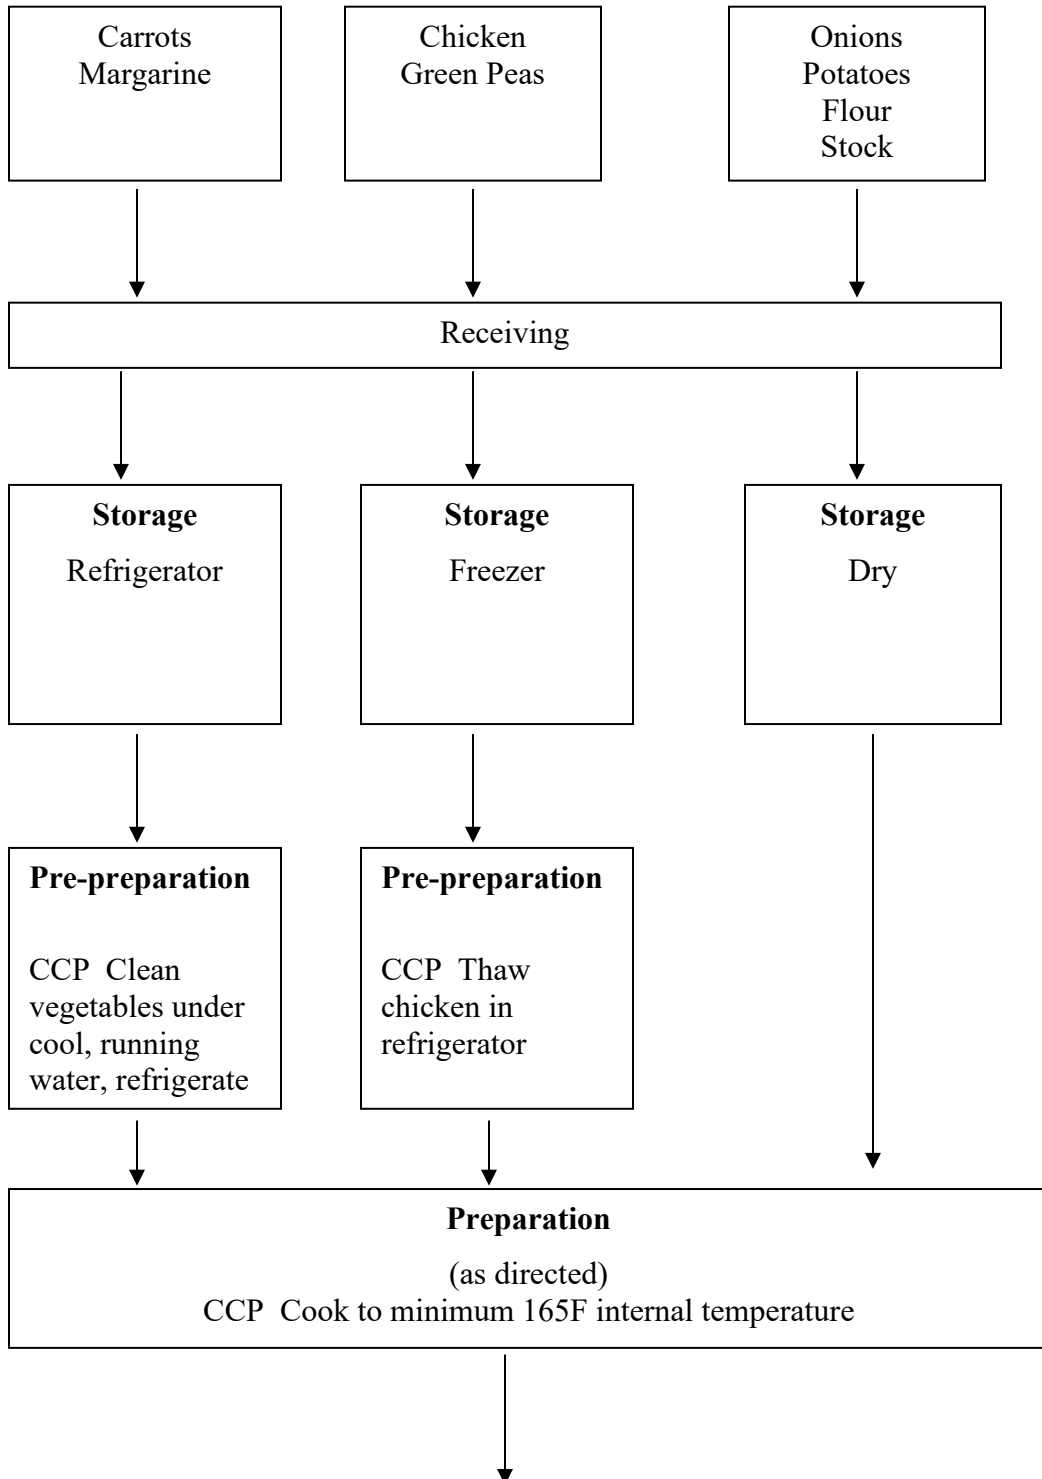 Carrots
Margarine
Chicken
Green Peas
Onions
Potatoes
Flour
Stock
Receiving
Storage
Refrigerator
Storage
Freezer
Storage
Dry
Pre-preparation
CCP  Clean
vegetables under
cool, running
water, refrigerate
Pre-preparation
CCP  Thaw
chicken in
refrigerator
Preparation
(as directed)
CCP  Cook to minimum 165F internal temperature